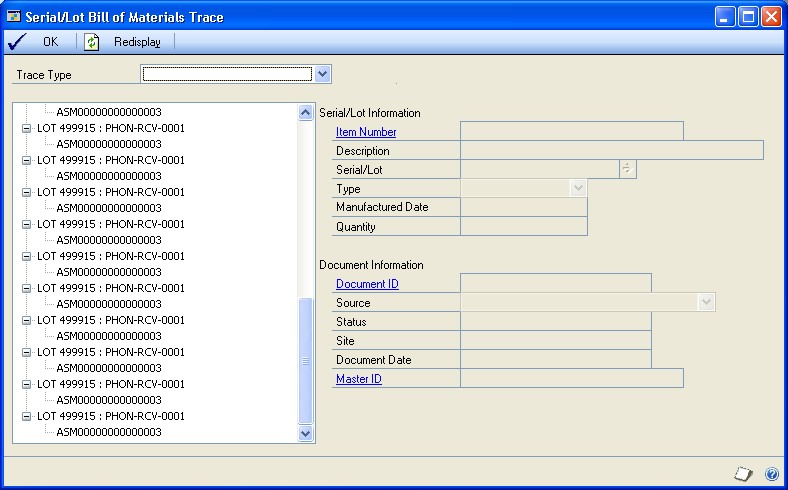 Serial/Lot Bill of Materials Trace
OK
Redisplay
Trace Type
ASM00000000000003
LOT 499915 : PHON-RCV-0001
ASM00000000000003
LOT 499915 : PHON-RCV-0001
ASM00000000000003
LOT 499915 : PHON-RCV-0001
ASM00000000000003
LOT 499915 : PHON-RCV-0001
ASM00000000000003
LOT 499915 : PHON-RCV-0001
ASM00000000000003
LOT 499915 : PHON-RCV-0001
ASM00000000000003
LOT 499915 : PHON-RCV-0001
ASM00000000000003
LOT 499915 : PHON-RCV-0001
ASM00000000000003
LOT 499915 : PHON-RCV-0001
ASM00000000000003
LOT 499915 : PHON-RCV-0001
ASM00000000000003
Serial/Lot Information
Item Number
Description
Serial/Lot
Type
Manufactured Date
Quantity
Document Information
Document ID
Source
Status
Site
Document Date
Master ID